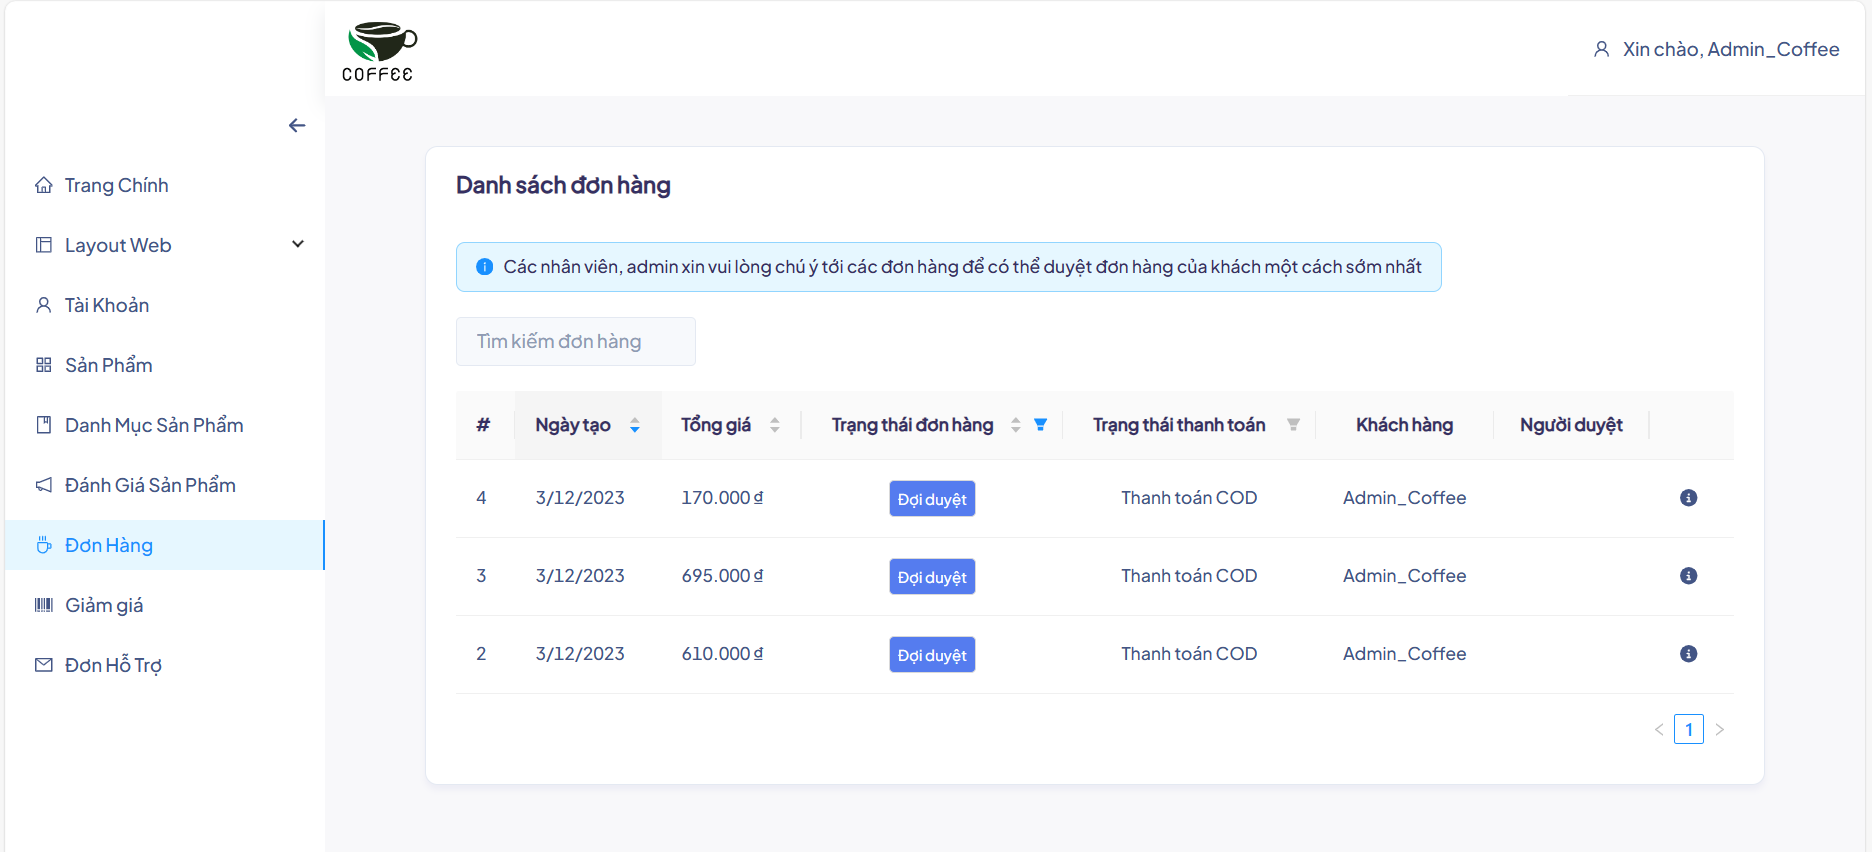 COFFEE
Xin chào, Admin_Coffee
Trang Chính
Layout Web
Tài Khoản
Sản Phẩm
Danh Mục Sản Phẩm
Đánh Giá Sản Phẩm
Đơn Hàng
Giảm giá
Đơn Hỗ Trợ
Danh sách đơn hàng
Các nhân viên, admin xin vui lòng chú ý tới các đơn hàng để có thể duyệt đơn hàng của khách một cách sớm nhất
Tìm kiếm đơn hàng
# Ngày tạo Tổng giá Trạng thái đơn hàng Trạng thái thanh toán Khách hàng Người duyệt
4 3/12/2023 170.000 ₫ Đợi duyệt Thanh toán COD Admin_Coffee
3 3/12/2023 695.000 ₫ Đợi duyệt Thanh toán COD Admin_Coffee
2 3/12/2023 610.000 ₫ Đợi duyệt Thanh toán COD Admin_Coffee
< 1 >